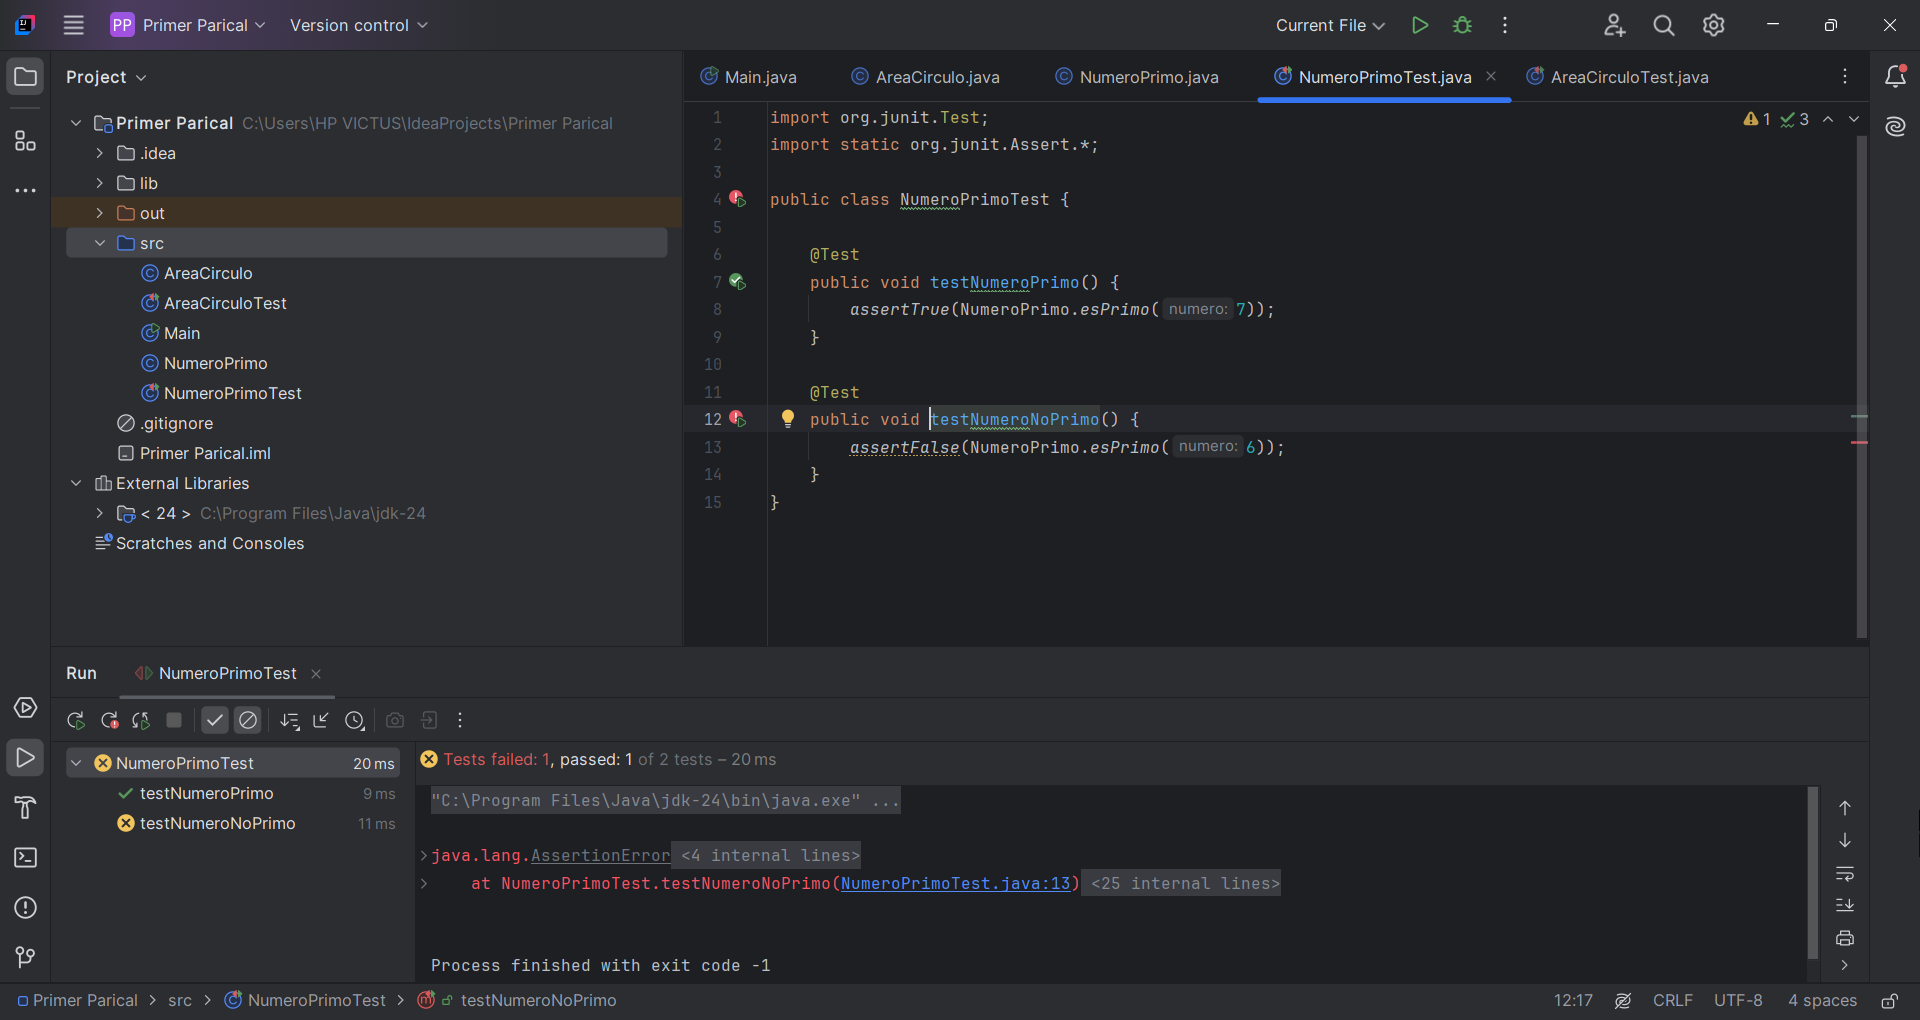 PP Primer Parical Version control Current File
Project
Primer Parical C:\Users\HP VICTUS\IdeaProjects\Primer Parical
.idea
lib
out
src
AreaCirculo
AreaCirculoTest
Main
NumeroPrimo
NumeroPrimoTest
.gitignore
Primer Parical.iml
External Libraries
< 24 > C:\Program Files\Java\jdk-24
Scratches and Consoles
Main.java AreaCirculo.java NumeroPrimo.java NumeroPrimoTest.java AreaCirculoTest.java
1 3
1 import org.junit.Test;
2 import static org.junit.Assert.*;
3
4 public class NumeroPrimoTest {
5
6 @Test
7 public void testNumeroPrimo() {
8 assertTrue(NumeroPrimo.esPrimo( numero: 7));
9 }
10
11 @Test
12 public void testNumeroNoPrimo() {
13 assertFalse(NumeroPrimo.esPrimo( numero: 6));
14 }
15 }
Run NumeroPrimoTest
NumeroPrimoTest 20 ms
testNumeroPrimo 9 ms
testNumeroNoPrimo 11 ms
Tests failed: 1, passed: 1 of 2 tests – 20 ms
"C:\Program Files\Java\jdk-24\bin\java.exe" ...
java.lang.AssertionError <4 internal lines>
at NumeroPrimoTest.testNumeroNoPrimo(NumeroPrimoTest.java:13) <25 internal lines>
Process finished with exit code -1
Primer Parical > src > NumeroPrimoTest > testNumeroNoPrimo 12:17 CRLF UTF-8 4 spaces